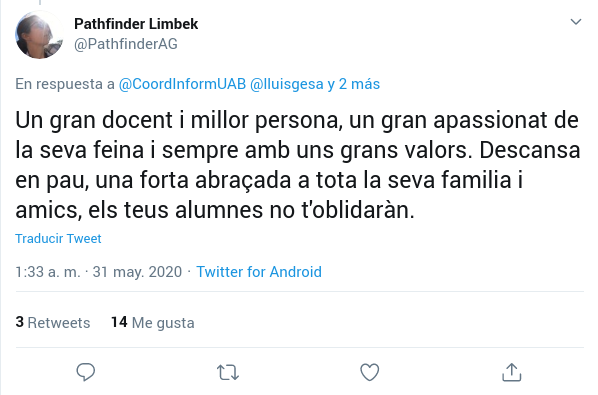 Pathfinder Limbek
@PathfinderAG
En respuesta a @CoordInformUAB @lluisgesa y 2 más
Un gran docent i millor persona, un gran apassionat de
la seva feina i sempre amb uns grans valors. Descansa
en pau, una forta abraçada a tota la seva familia i
amics, els teus alumnes no t'oblidaràn.
Traducir Tweet
1:33 a. m. · 31 may. 2020 · Twitter for Android
3 Retweets 14 Me gusta